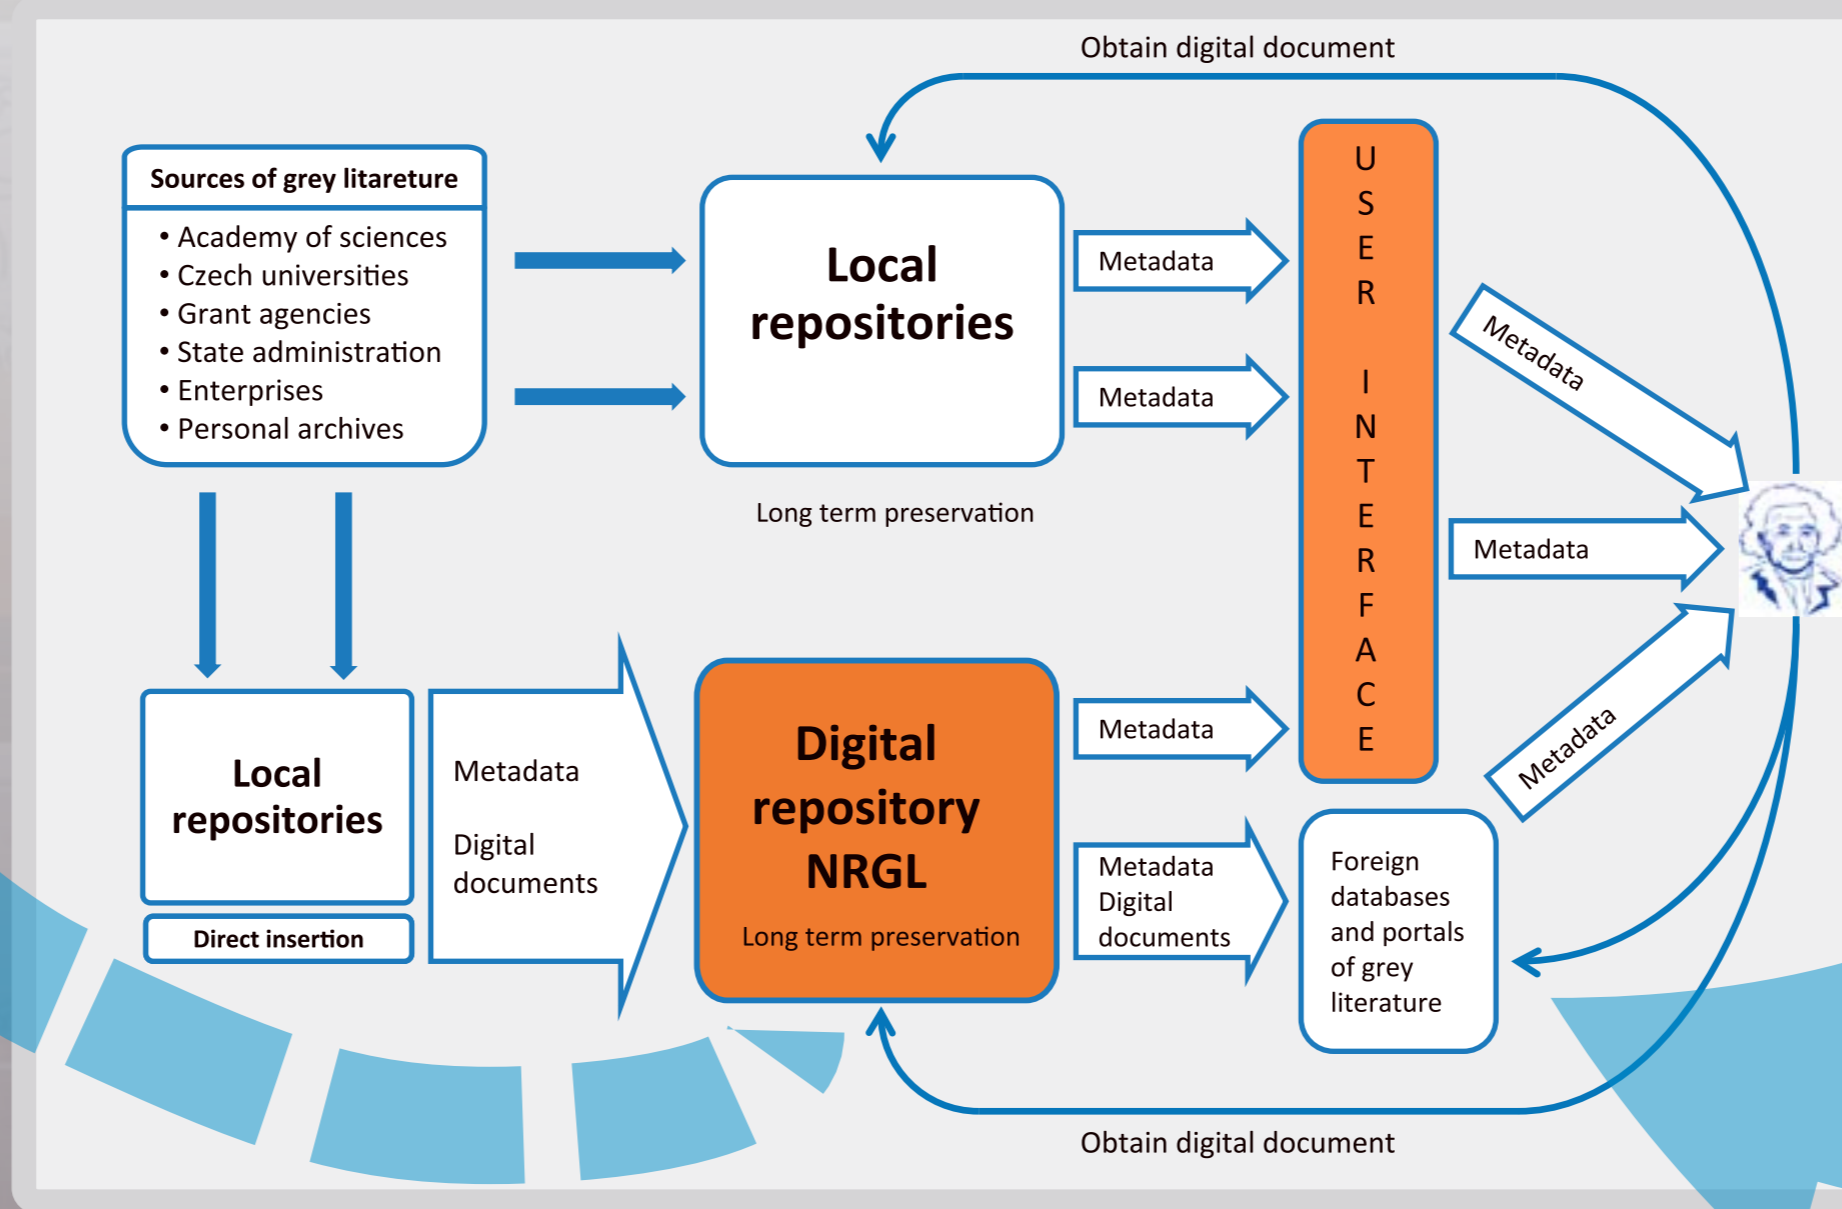 Obtain digital document
Sources of grey litareture
• Academy of sciences
• Czech universities
• Grant agencies
• State administration
• Enterprises
• Personal archives
Local
repositories
Long term preservation
Metadata
Metadata
USER INTERFACE
Metadata
Metadata
Metadata
Local
repositories
Direct insertion
Metadata
Digital
documents
Digital
repository
NRGL
Long term preservation
Metadata
Metadata
Digital
documents
Foreign
databases
and portals
of grey
literature
Obtain digital document